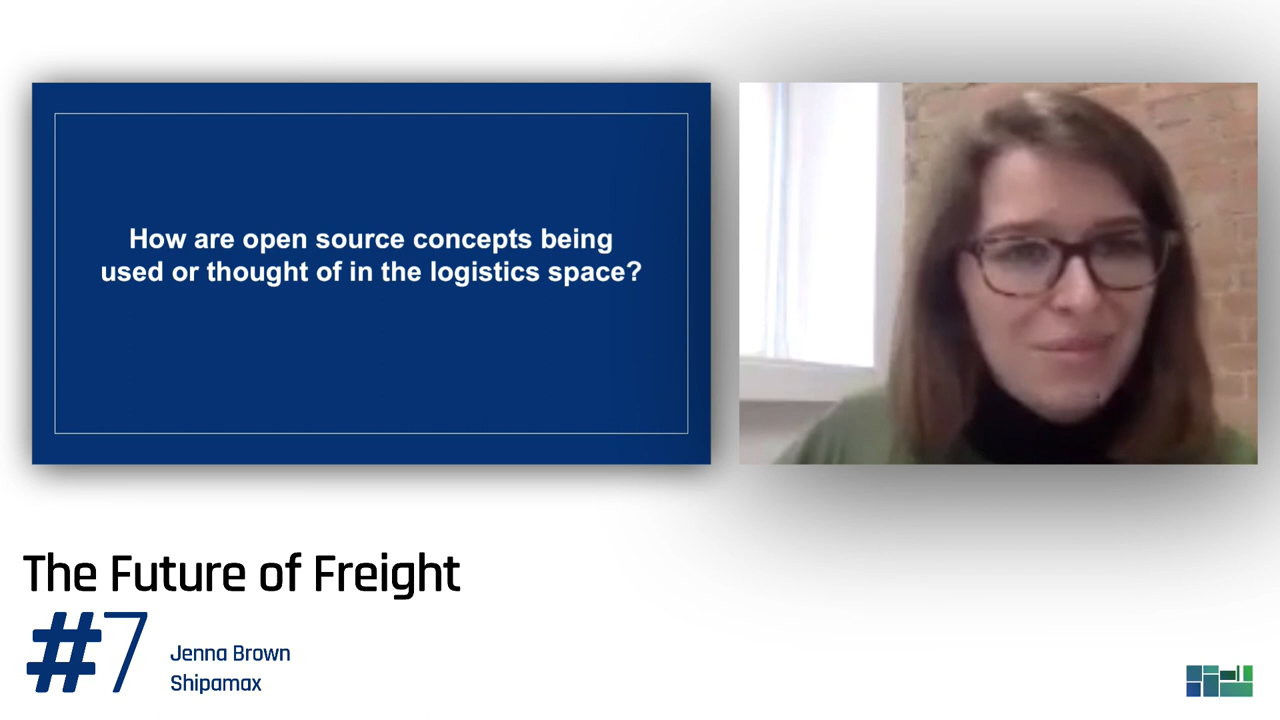 How are open source concepts being
used or thought of in the logistics space?
The Future of Freight
#7
Jenna Brown
Shipamax